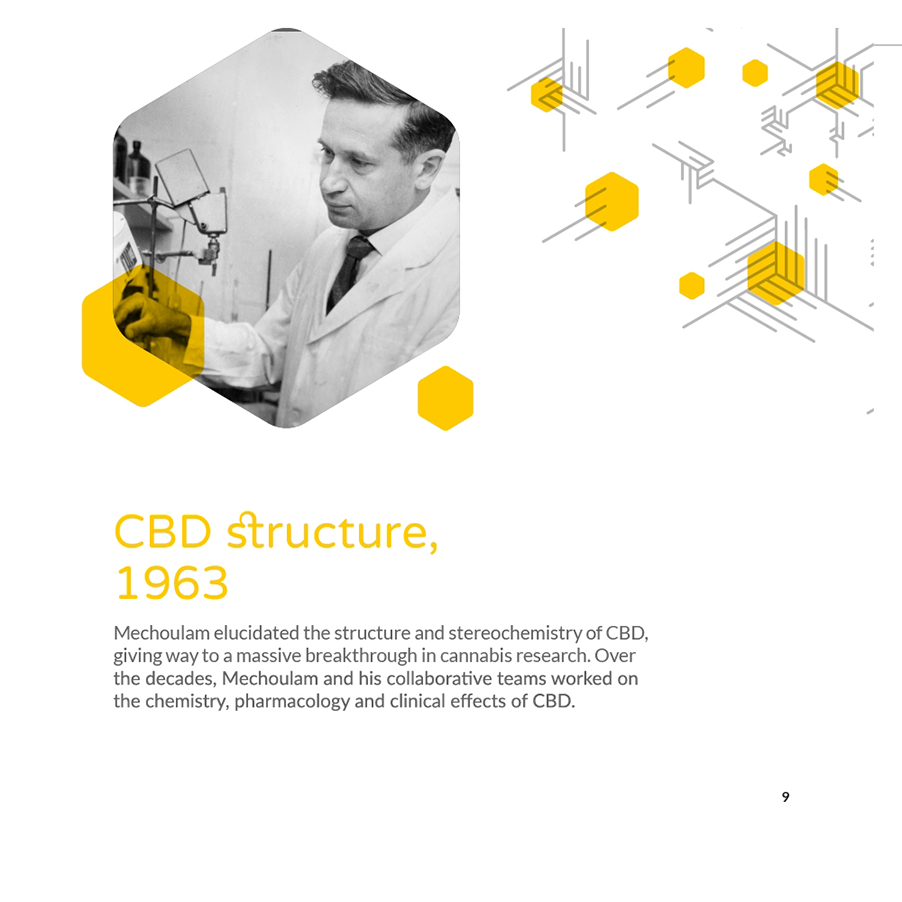 CBD structure,
1963
Mechoulam elucidated the structure and stereochemistry of CBD,
giving way to a massive breakthrough in cannabis research. Over
the decades, Mechoulam and his collaborative teams worked on
the chemistry, pharmacology and clinical effects of CBD.
9